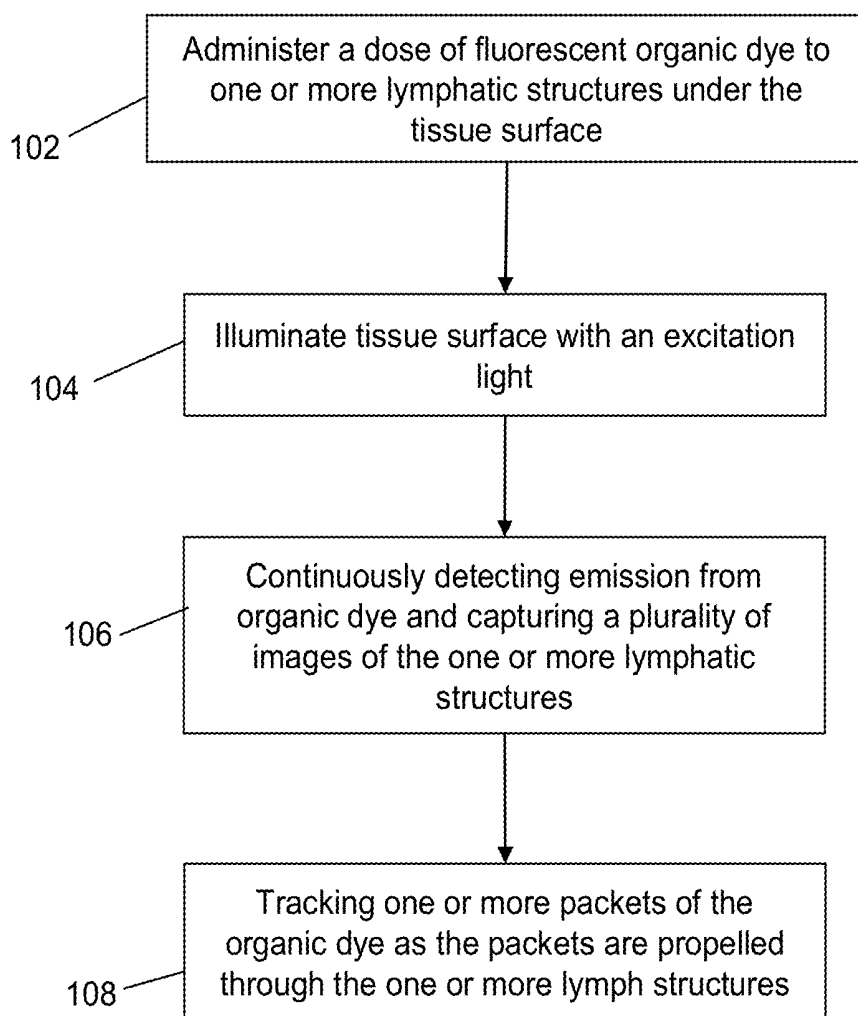 Administer a dose of fluorescent organic dye to
one or more lymphatic structures under the
tissue surface
102
Illuminate tissue surface with an excitation
light
104
Continuously detecting emission from
organic dye and capturing a plurality of
images of the one or more lymphatic
structures
106
Tracking one or more packets of the
organic dye as the packets are propelled
through the one or more lymph structures
108